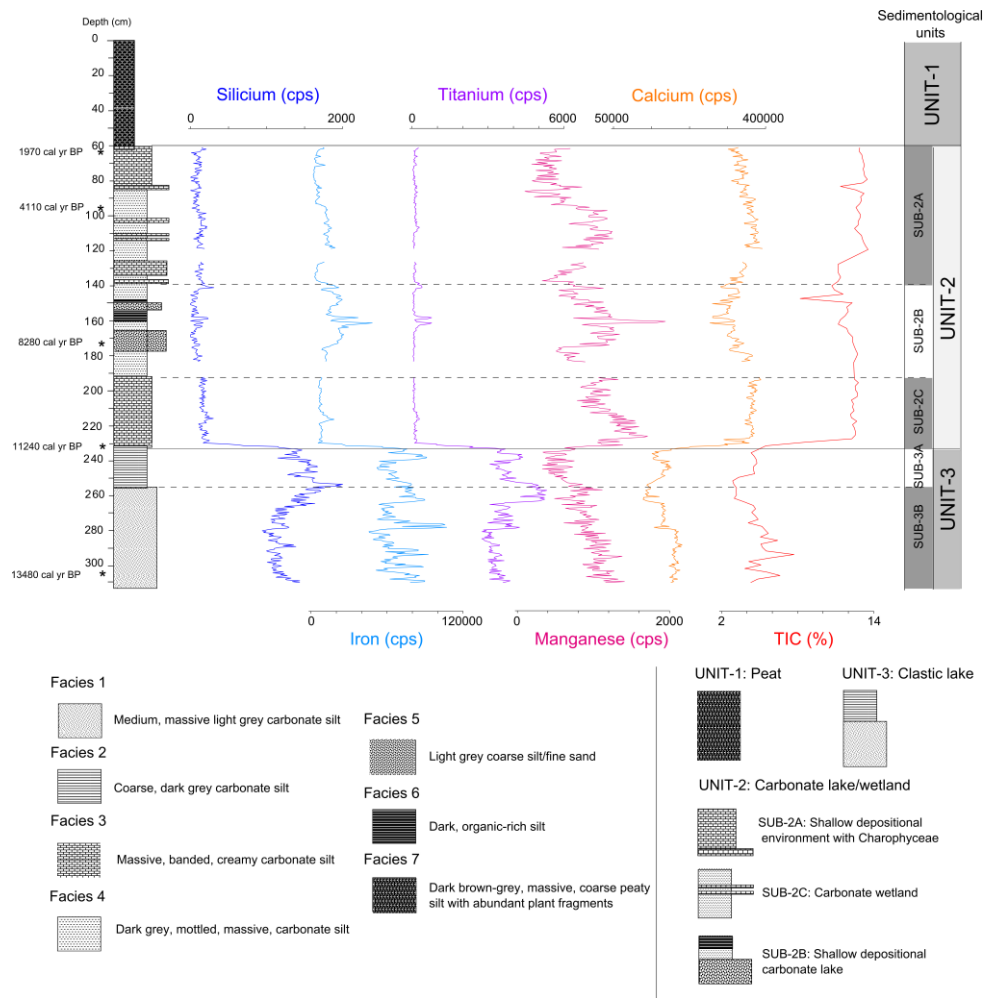 Sedimentological
units
Depth (cm)
0
20
40
60
80
100
120
140
160
180
200
220
240
260
280
300
1970 cal yr BP
*
4110 cal yr BP
*
8280 cal yr BP
*
11240 cal yr BP
*
13480 cal yr BP
*
Silicium (cps)
0 2000
Titanium (cps)
0 6000
Calcium (cps)
50000 400000
UNIT-1
SUB-2A
SUB-2B
SUB-2C
UNIT-2
SUB-3A
SUB-3B
UNIT-3
0 120000
Iron (cps)
0 2000
Manganese (cps)
2 14
TIC (%)
Facies 1
Medium, massive light grey carbonate silt
Facies 2
Coarse, dark grey carbonate silt
Facies 3
Massive, banded, creamy carbonate silt
Facies 4
Dark grey, mottled, massive, carbonate silt
Facies 5
Light grey coarse silt/fine sand
Facies 6
Dark, organic-rich silt
Facies 7
Dark brown-grey, massive, coarse peaty
silt with abundant plant fragments
UNIT-1: Peat
UNIT-3: Clastic lake
UNIT-2: Carbonate lake/wetland
SUB-2A: Shallow depositional
environment with Charophyceae
SUB-2C: Carbonate wetland
SUB-2B: Shallow depositional
carbonate lake